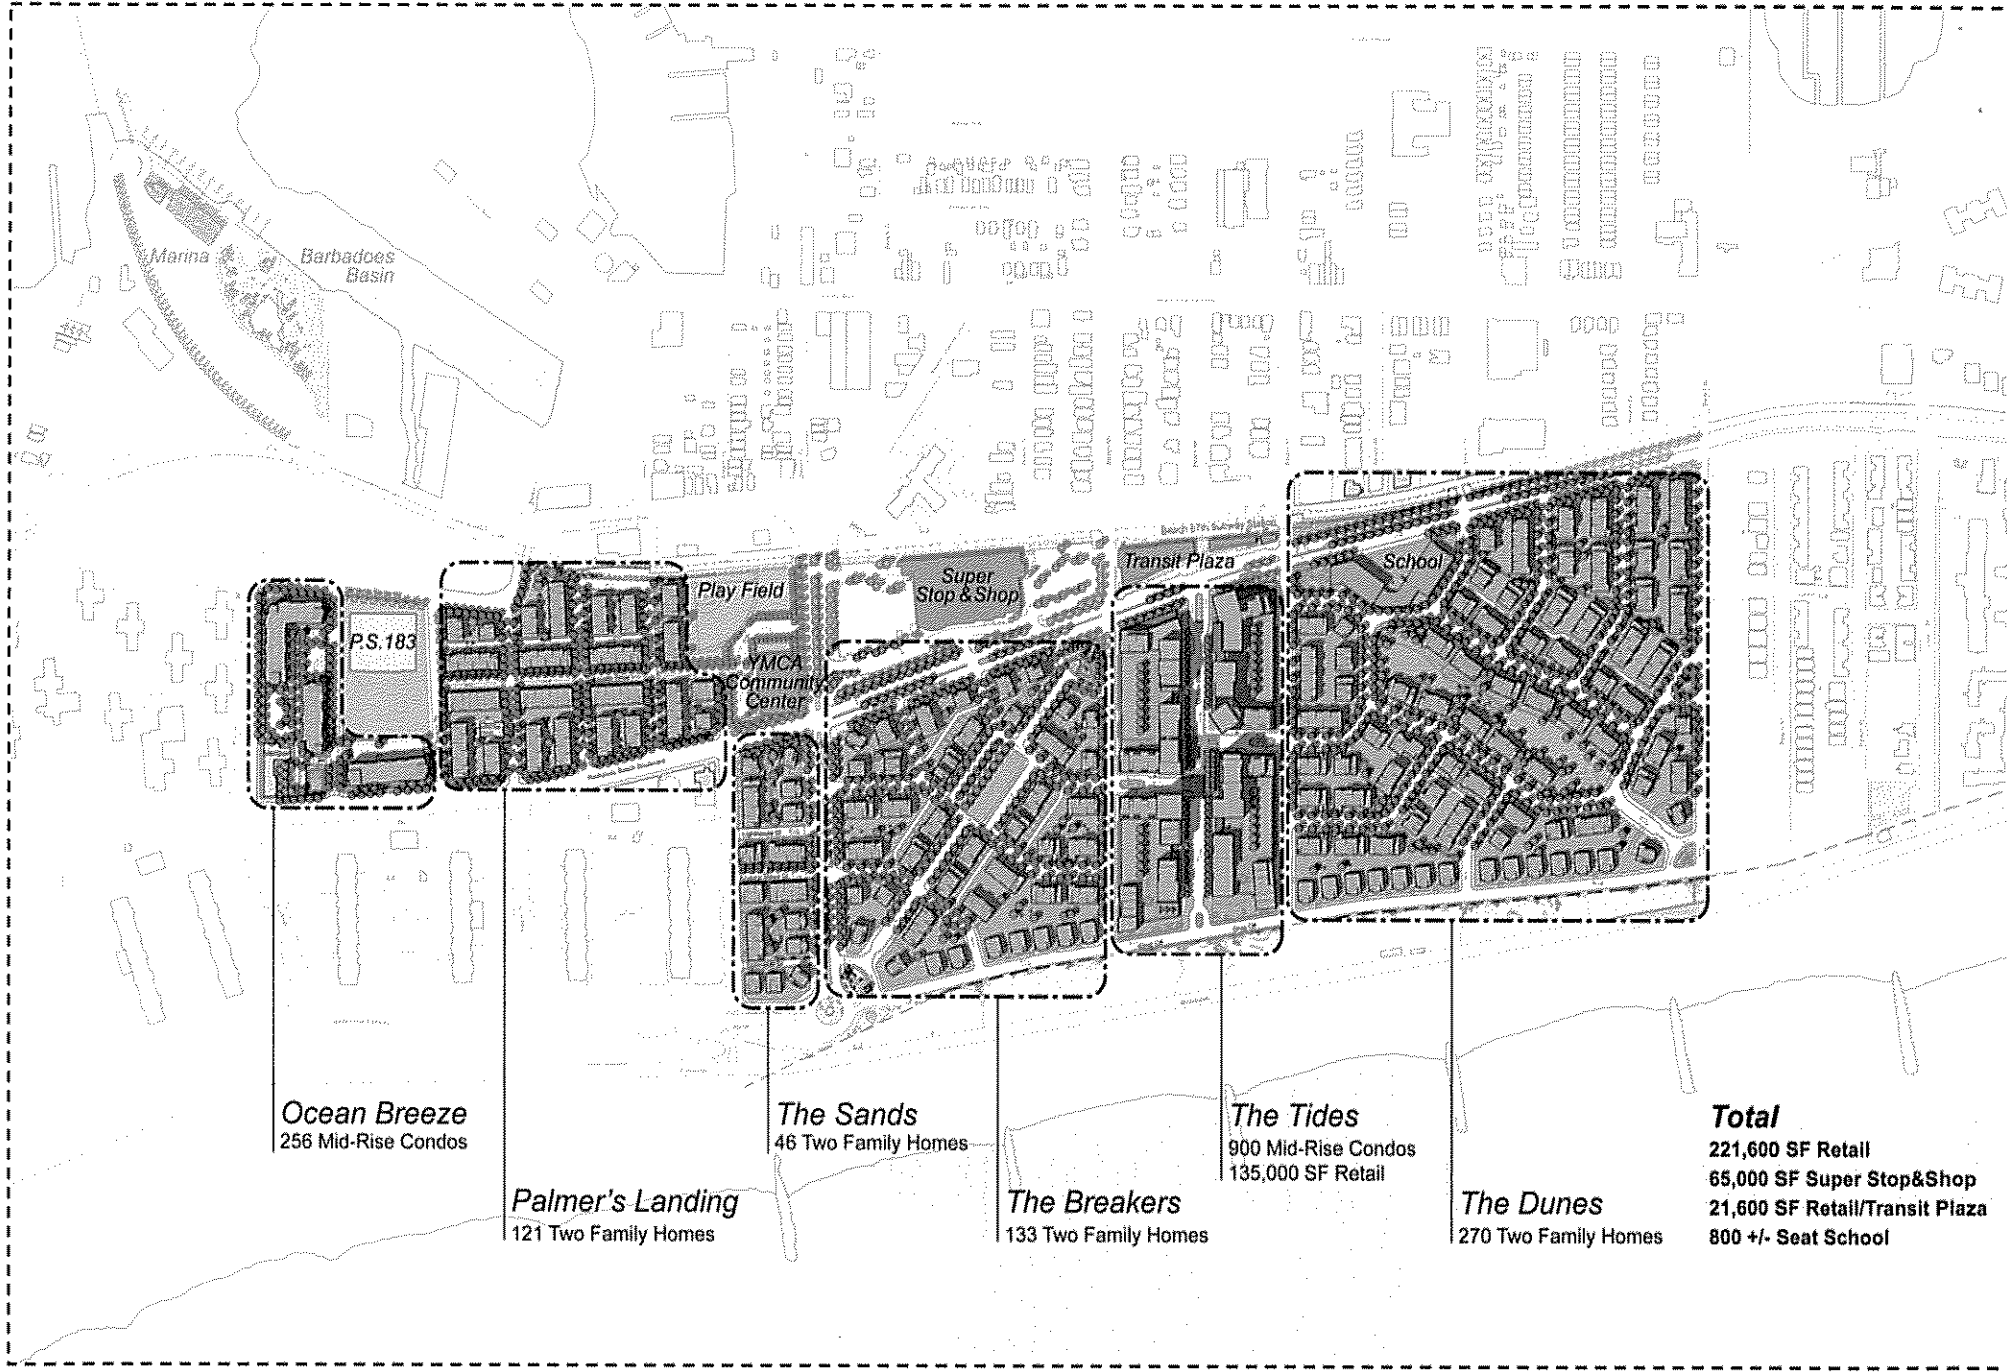 Marina
Barbadoes
Basin
Transit Plaza
School
Play Field
Super
Stop & Shop
P.S.183
YMCA
Community
Center
Ocean Breeze
256 Mid-Rise Condos
Palmer's Landing
121 Two Family Homes
The Sands
46 Two Family Homes
The Breakers
133 Two Family Homes
The Tides
900 Mid-Rise Condos
135,000 SF Retail
The Dunes
270 Two Family Homes
Total
221,600 SF Retail
65,000 SF Super Stop&Shop
21,600 SF Retail/Transit Plaza
800 +/- Seat School